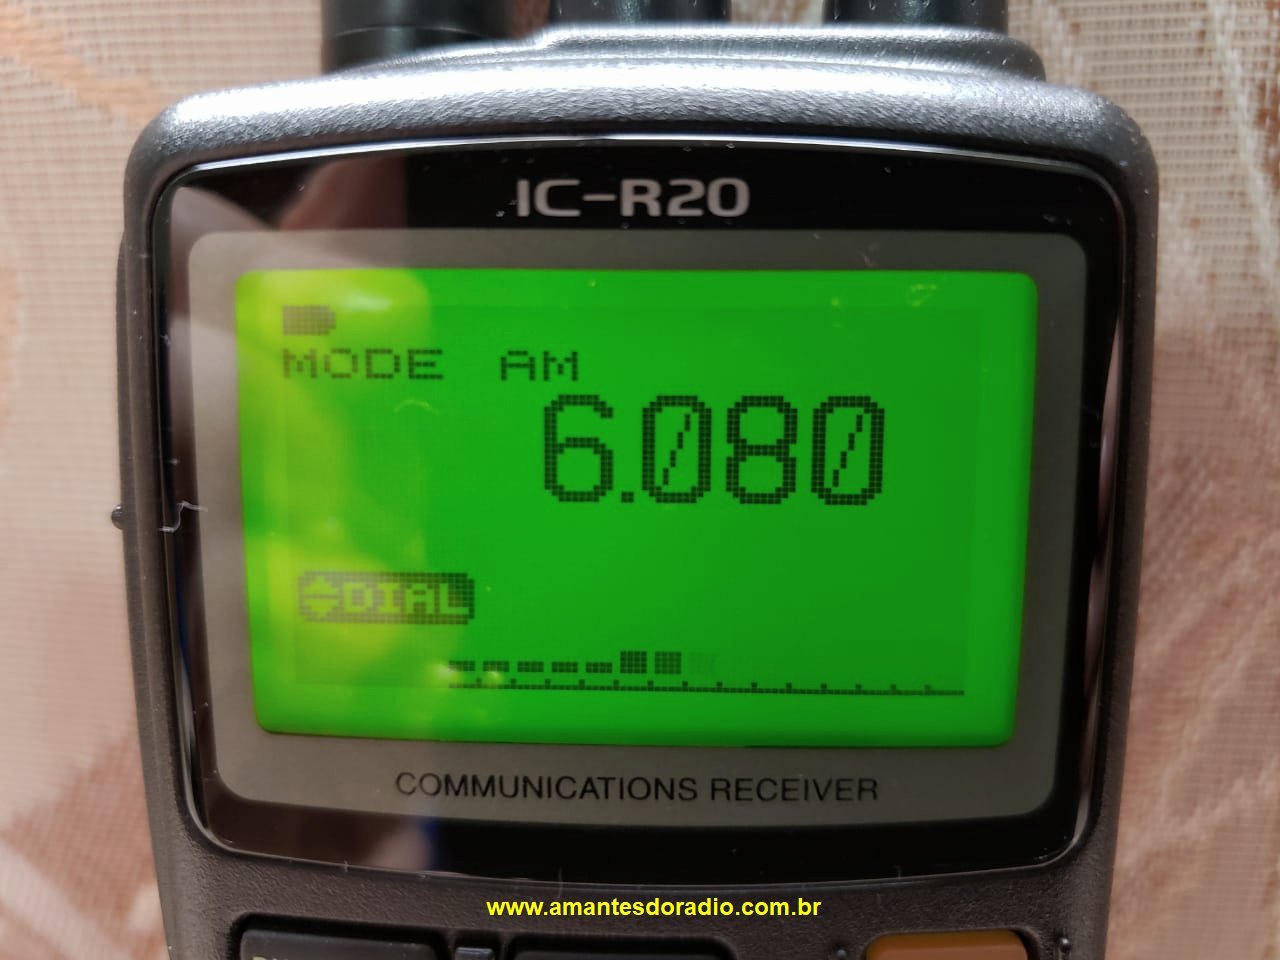 IC-R20
MODE AM
6.080
DIAL
COMMUNICATIONS RECEIVER
www.amantesdoradio.com.br